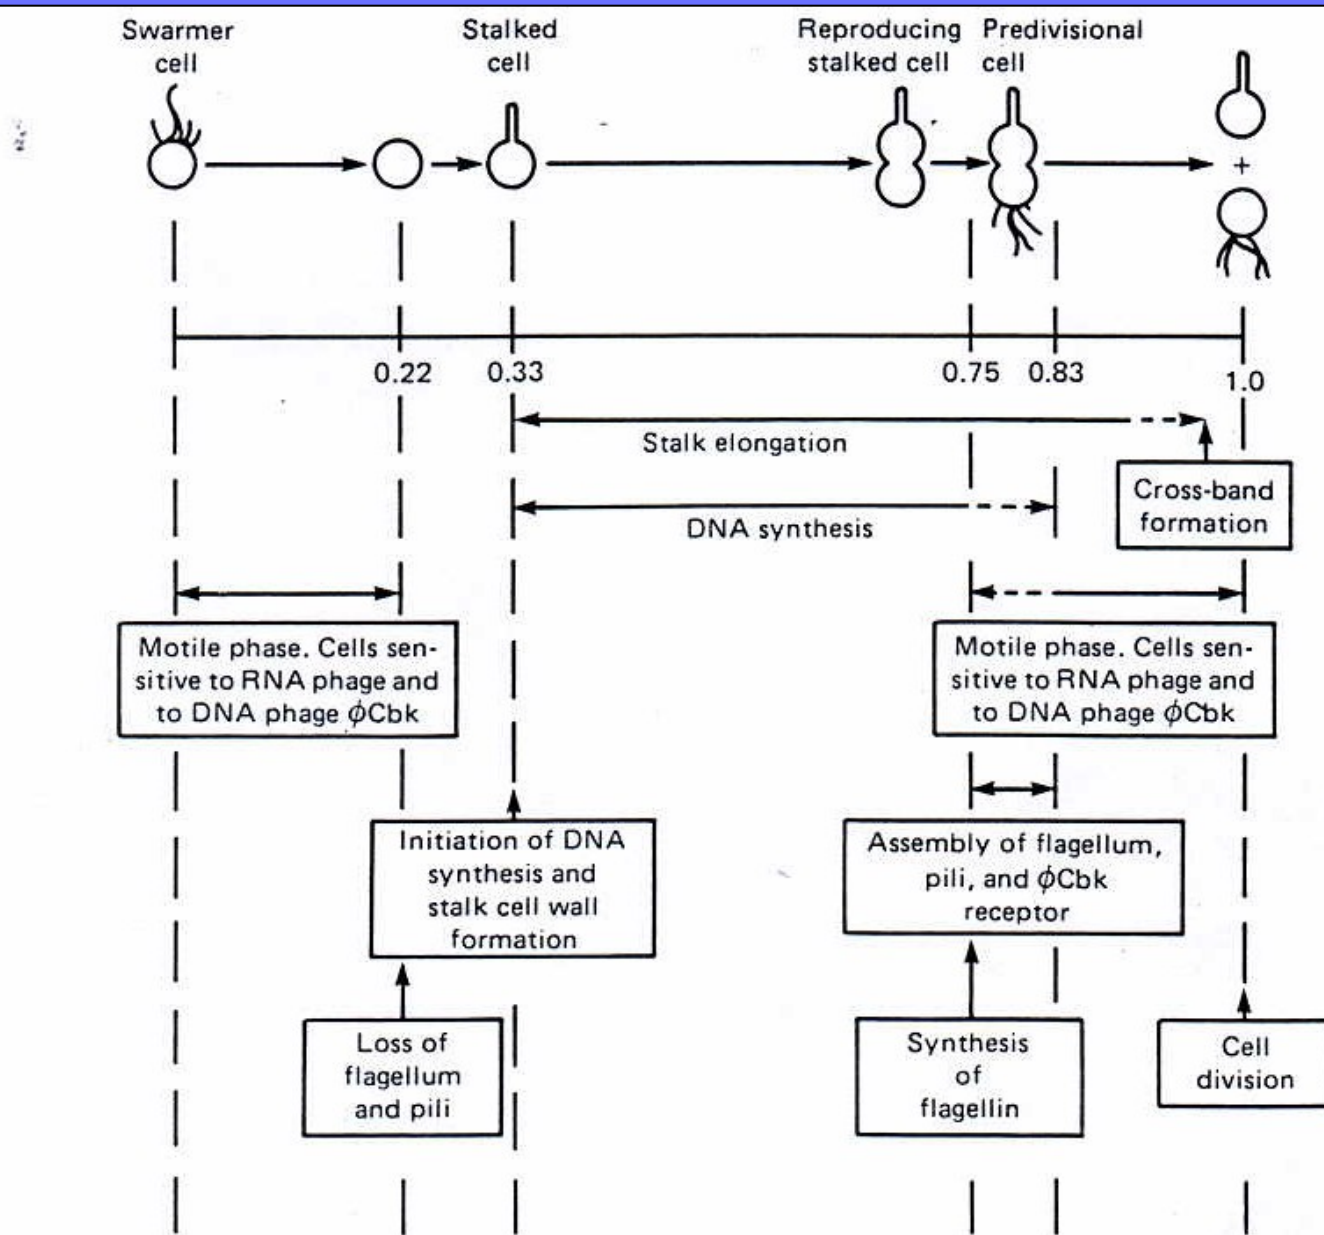 Swarmer
cell
Stalked
cell
Reproducing
stalked cell
Predivisional
cell
+
0.22
0.33
0.75
0.83
1.0
Stalk elongation
Cross-band
formation
DNA synthesis
Motile phase. Cells sen-
sitive to RNA phage and
to DNA phage ϕCbk
Motile phase. Cells sen-
sitive to RNA phage and
to DNA phage ϕCbk
Initiation of DNA
synthesis and
stalk cell wall
formation
Assembly of flagellum,
pili, and ϕCbk
receptor
Loss of
flagellum
and pili
Synthesis
of
flagellin
Cell
division